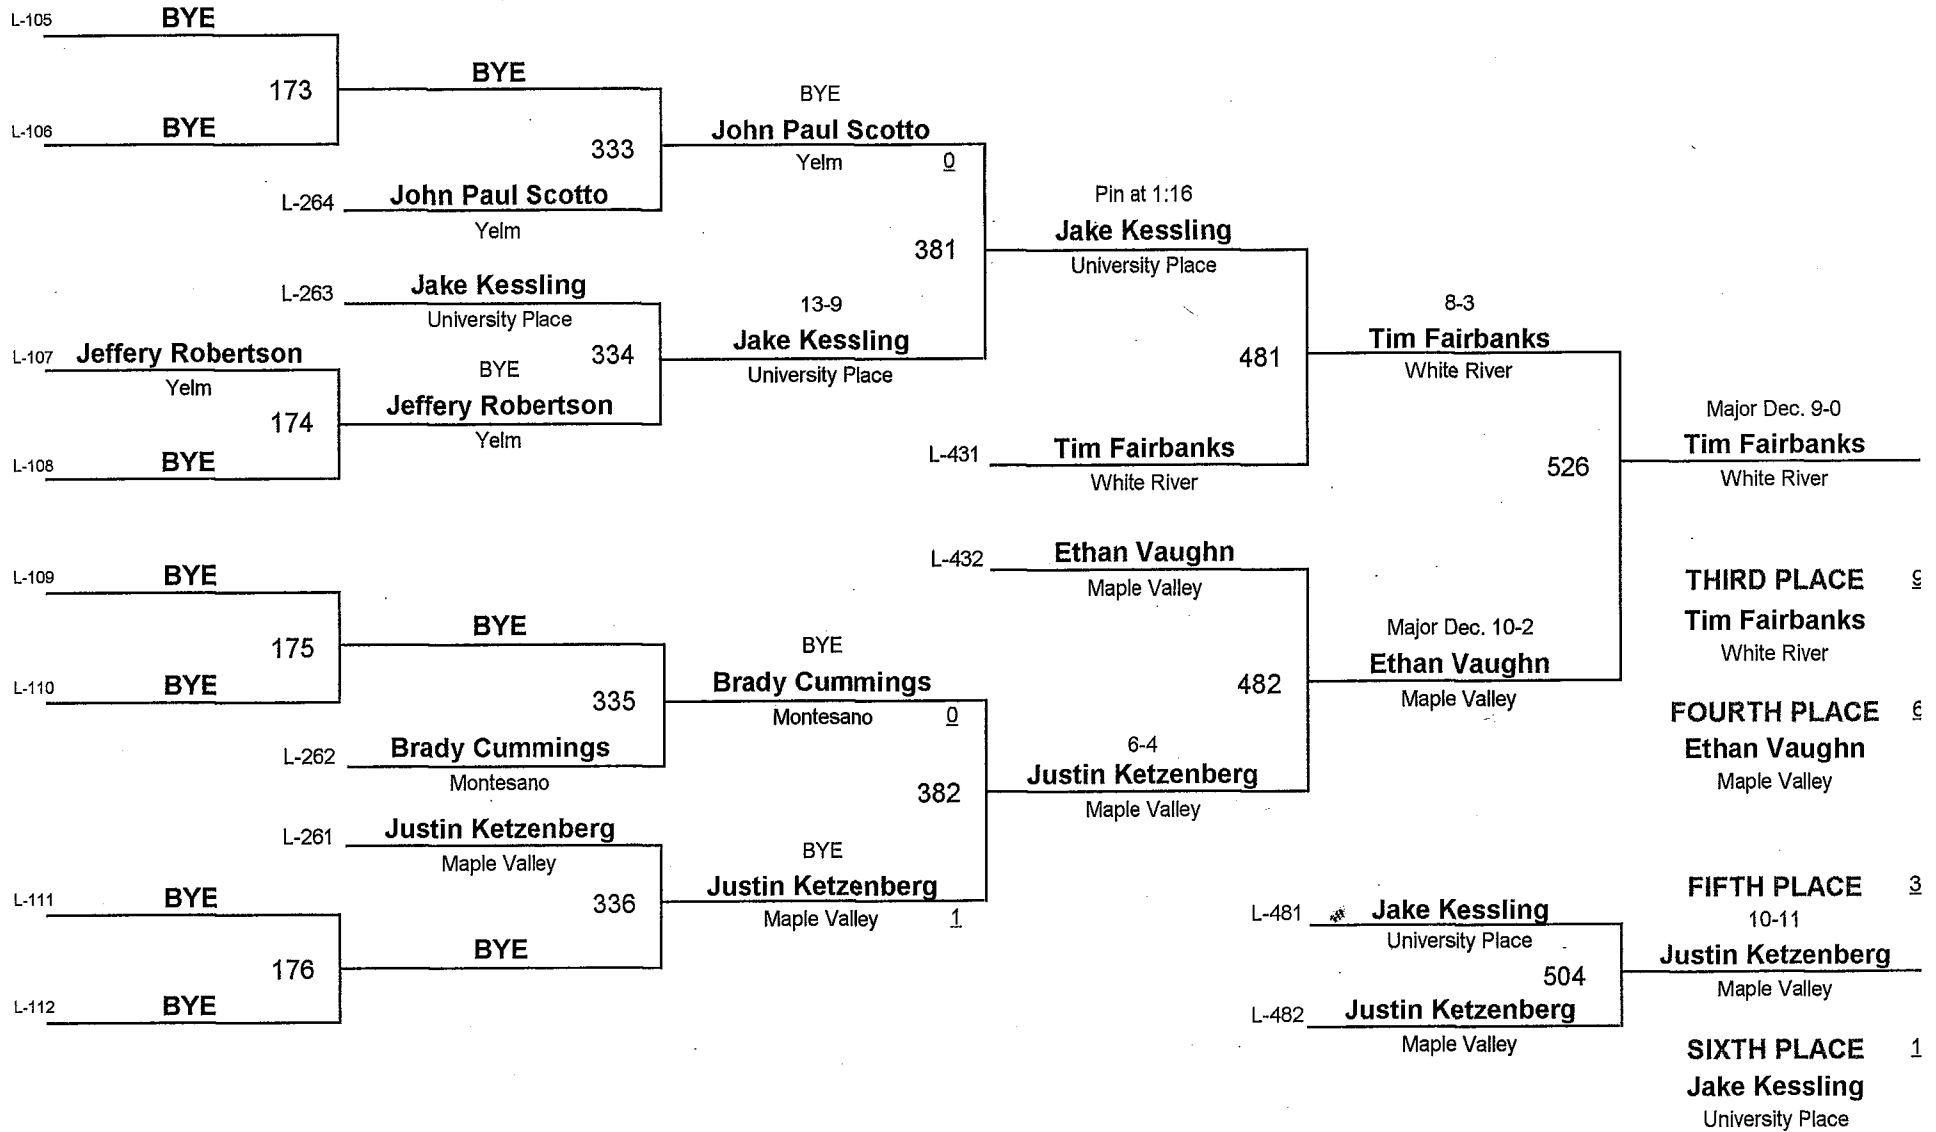 L-105 BYE
173
L-106 BYE
BYE
333
L-264 John Paul Scotto
Yelm
BYE
John Paul Scotto
Yelm 0
381
L-263 Jake Kessling
University Place
334
L-107 Jeffery Robertson
Yelm
174
L-108 BYE
BYE
Jeffery Robertson
Yelm
13-9
Jake Kessling
University Place
Pin at 1:16
Jake Kessling
University Place
481
L-431 Tim Fairbanks
White River
8-3
Tim Fairbanks
White River
526
Major Dec. 9-0
Tim Fairbanks
White River
L-109 BYE
175
L-110 BYE
BYE
335
L-262 Brady Cummings
Montesano
BYE
Brady Cummings
Montesano 0
382
L-261 Justin Ketzenberg
Maple Valley
336
L-111 BYE
176
L-112 BYE
BYE
BYE
Justin Ketzenberg
Maple Valley 1
L-432 Ethan Vaughn
Maple Valley
482
6-4
Justin Ketzenberg
Maple Valley
Major Dec. 10-2
Ethan Vaughn
Maple Valley
THIRD PLACE
Tim Fairbanks
White River
FOURTH PLACE
Ethan Vaughn
Maple Valley
L-481 Jake Kessling
University Place
504
L-482 Justin Ketzenberg
Maple Valley
FIFTH PLACE 3
10-11
Justin Ketzenberg
Maple Valley
SIXTH PLACE 1
Jake Kessling
University Place